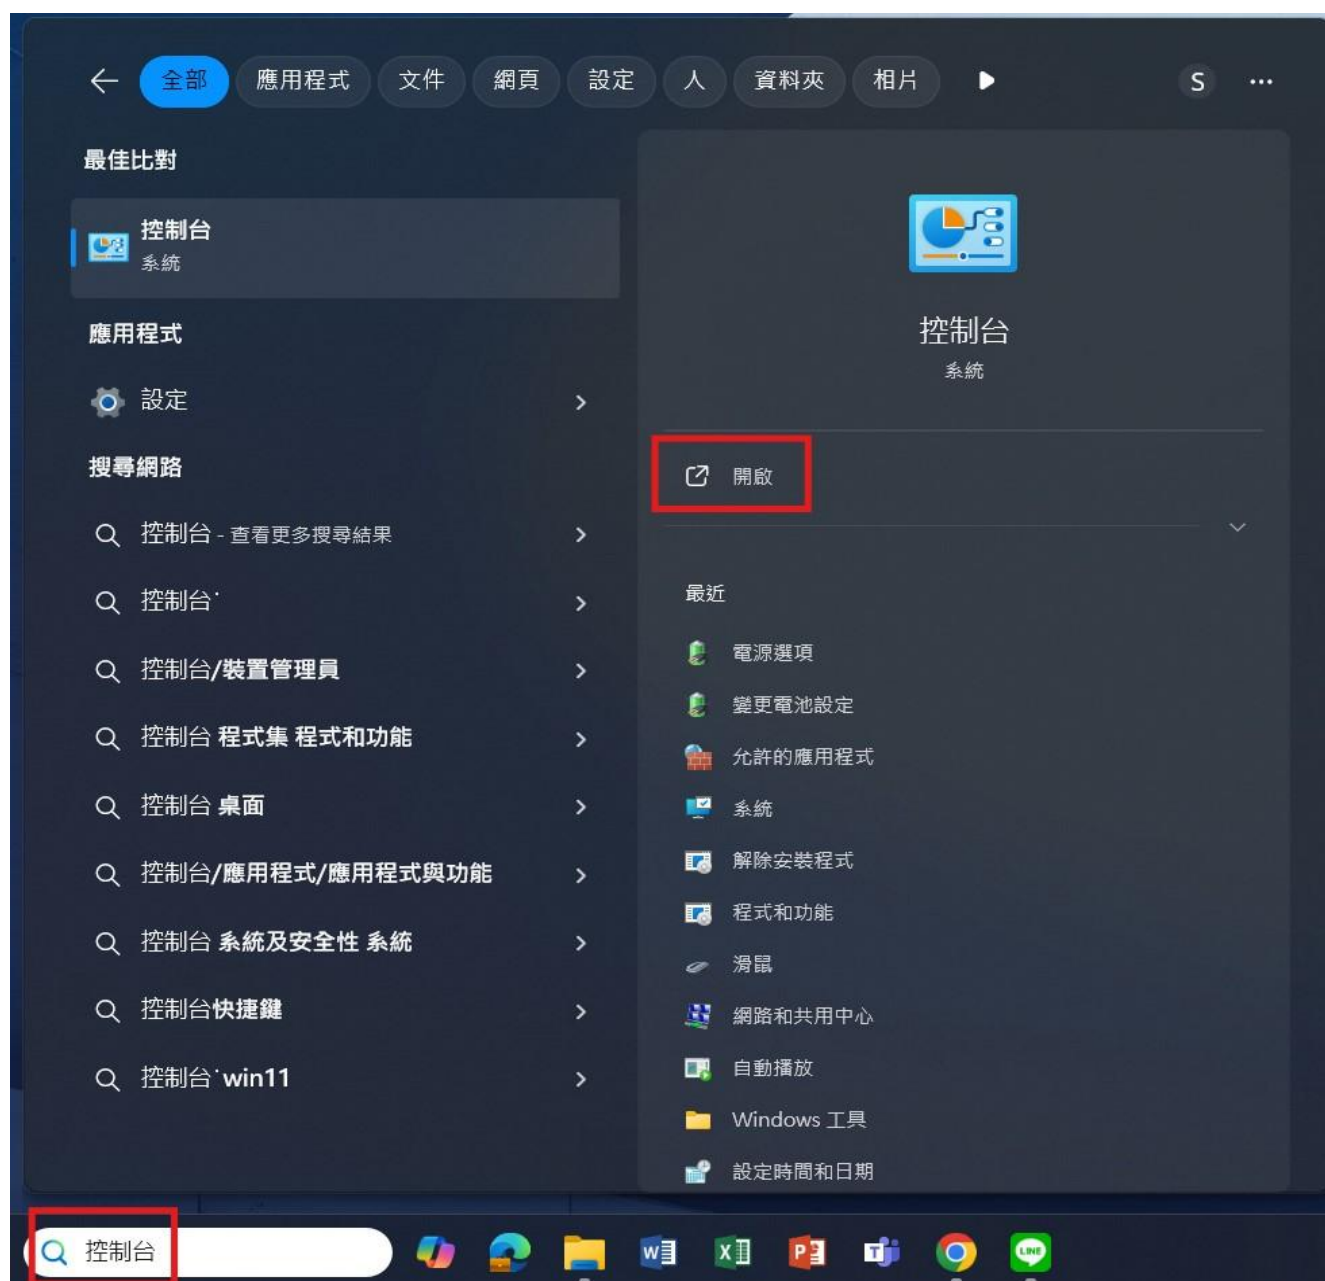 全部 應用程式 文件 網頁 設定 人 資料夾 相片 S ...
最佳比對
控制台
系統
應用程式
設定
搜尋網路
控制台 - 查看更多搜尋結果
控制台˙
控制台/裝置管理員
控制台 程式集 程式和功能
控制台 桌面
控制台/應用程式/應用程式與功能
控制台 系統及安全性 系統
控制台快捷鍵
控制台˙win11
控制台
系統
開啟
最近
電源選項
變更電池設定
允許的應用程式
系統
解除安裝程式
程式和功能
滑鼠
網路和共用中心
自動播放
Windows 工具
設定時間和日期
控制台